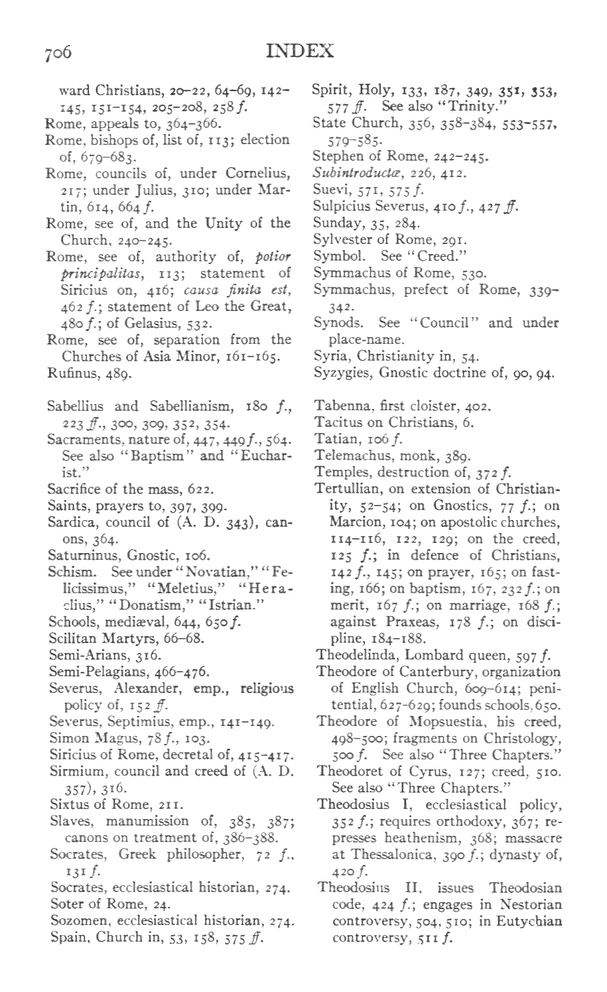 706
INDEX
ward Christians, 20–22, 64–69, 142–
145, 151–154, 205–208, 258 f.
Rome, appeals to, 364–366.
Rome, bishops of, list of, 113; election
of, 679–683.
Rome, councils of, under Cornelius,
217; under Julius, 310; under Mar-
tin, 614, 664 f.
Rome, see of, and the Unity of the
Church, 240–245.
Rome, see of, authority of, potior
principalitas, 113; statement of
Siricius on, 416; causa finita est,
462 f.; statement of Leo the Great,
480 f.; of Gelasius, 532.
Rome, see of, separation from the
Churches of Asia Minor, 161–165.
Rufinus, 489.
Sabellius and Sabellianism, 180 f.,
223 ff., 300, 309, 352, 354.
Sacraments, nature of, 447, 449 f., 564.
See also “Baptism” and “Euchar-
ist.”
Sacrifice of the mass, 622.
Saints, prayers to, 397, 399.
Sardica, council of (A. D. 343), can-
ons, 364.
Saturninus, Gnostic, 106.
Schism. See under “Novatian,” “Fe-
licissimus,” “Meletius,” “Hera-
clius,” “Donatism,” “Istrian.”
Schools, mediæval, 644, 650 f.
Scilitan Martyrs, 66–68.
Semi-Arians, 316.
Semi-Pelagians, 466–476.
Severus, Alexander, emp., religious
policy of, 152 ff.
Severus, Septimius, emp., 141–149.
Simon Magus, 78 f., 103.
Siricius of Rome, decretal of, 415–417.
Sirmium, council and creed of (A. D.
357), 316.
Sixtus of Rome, 211.
Slaves, manumission of, 385, 387;
canons on treatment of, 386–388.
Socrates, Greek philosopher, 72 f.,
131 f.
Socrates, ecclesiastical historian, 274.
Soter of Rome, 24.
Sozomen, ecclesiastical historian, 274.
Spain, Church in, 53, 158, 575 ff.
Spirit, Holy, 133, 187, 349, 351, 353,
577 ff. See also “Trinity.”
State Church, 356, 358–384, 553–557,
579–585.
Stephen of Rome, 242–245.
Subintroductæ, 226, 412.
Suevi, 571, 575 f.
Sulpicius Severus, 410 f., 427 ff.
Sunday, 35, 284.
Sylvester of Rome, 291.
Symbol. See “Creed.”
Symmachus of Rome, 530.
Symmachus, prefect of Rome, 339–
342.
Synods. See “Council” and under
place-name.
Syria, Christianity in, 54.
Syzygies, Gnostic doctrine of, 90, 94.
Tabenna, first cloister, 402.
Tacitus on Christians, 6.
Tatian, 106 f.
Telemachus, monk, 389.
Temples, destruction of, 372 f.
Tertullian, on extension of Christian-
ity, 52–54; on Gnostics, 77 f.; on
Marcion, 104; on apostolic churches,
114–116, 122, 129; on the creed,
125 f.; in defence of Christians,
142 f., 145; on prayer, 165; on fast-
ing, 166; on baptism, 167, 232 f.; on
merit, 167 f.; on marriage, 168 f.;
against Praxeas, 178 f.; on disci-
pline, 184–188.
Theodelinda, Lombard queen, 597 f.
Theodore of Canterbury, organization
of English Church, 609–614; peni-
tential, 627–629; founds schools, 650.
Theodore of Mopsuestia, his creed,
498–500; fragments on Christology,
500 f. See also “Three Chapters.”
Theodoret of Cyrus, 127; creed, 510.
See also “Three Chapters.”
Theodosius I, ecclesiastical policy,
352 f.; requires orthodoxy, 367; re-
presses heathenism, 368; massacre
at Thessalonica, 390 f.; dynasty of,
420 f.
Theodosius II, issues Theodosian
code, 424 f.; engages in Nestorian
controversy, 504, 510; in Eutychian
controversy, 511 f.